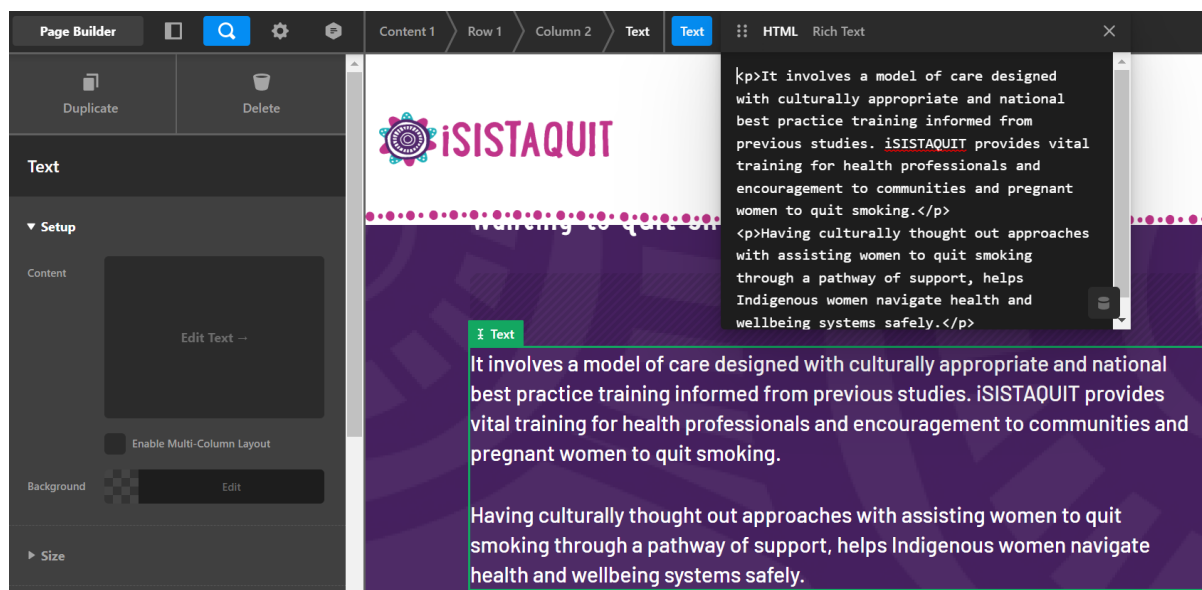 Page Builder
Content 1
Row 1
Column 2
Text
Text
HTML
Rich Text
Duplicate
Delete
Text
Setup
Content
Edit Text →
Enable Multi-Column Layout
Background
Edit
Size
iSISTAQUIT
<p>It involves a model of care designed
with culturally appropriate and national
best practice training informed from
previous studies. iSISTAQUIT provides vital
training for health professionals and
encouragement to communities and pregnant
women to quit smoking.</p>
<p>Having culturally thought out approaches
with assisting women to quit smoking
through a pathway of support, helps
Indigenous women navigate health and
wellbeing systems safely.</p>
Text
It involves a model of care designed with culturally appropriate and national
best practice training informed from previous studies. iSISTAQUIT provides
vital training for health professionals and encouragement to communities and
pregnant women to quit smoking.
Having culturally thought out approaches with assisting women to quit
smoking through a pathway of support, helps Indigenous women navigate
health and wellbeing systems safely.